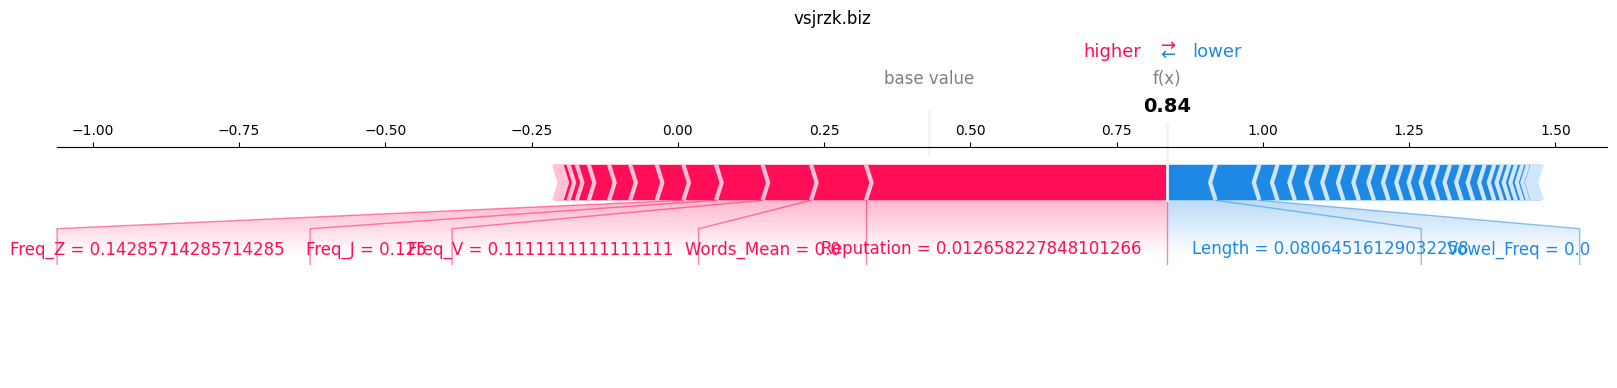 vsjrzk.biz
higher ⇄ lower
base value f(x)
0.84
−1.00 −0.75 −0.50 −0.25 0.00 0.25 0.50 0.75 1.00 1.25 1.50
Freq_Z = 0.14285714285714285 Freq_J = 0.125 Freq_V = 0.1111111111111111 Words_Mean = 0.0 Reputation = 0.012658227848101266 Length = 0.08064516129032258 Vowel_Freq = 0.0